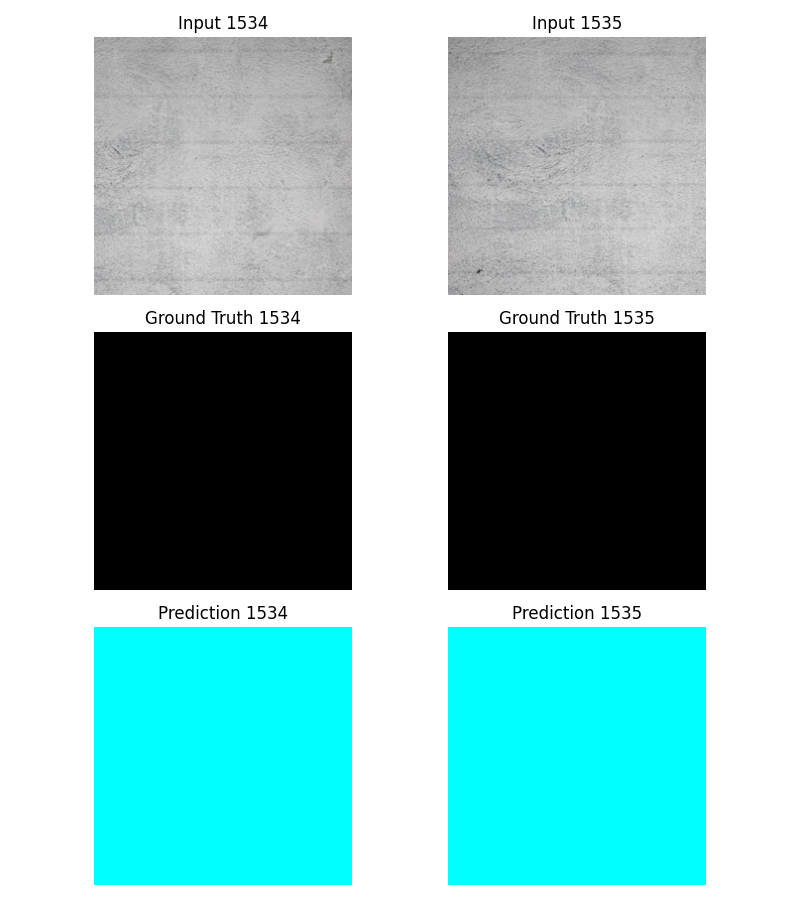 Input 1534
Input 1535
Ground Truth 1534
Ground Truth 1535
Prediction 1534
Prediction 1535